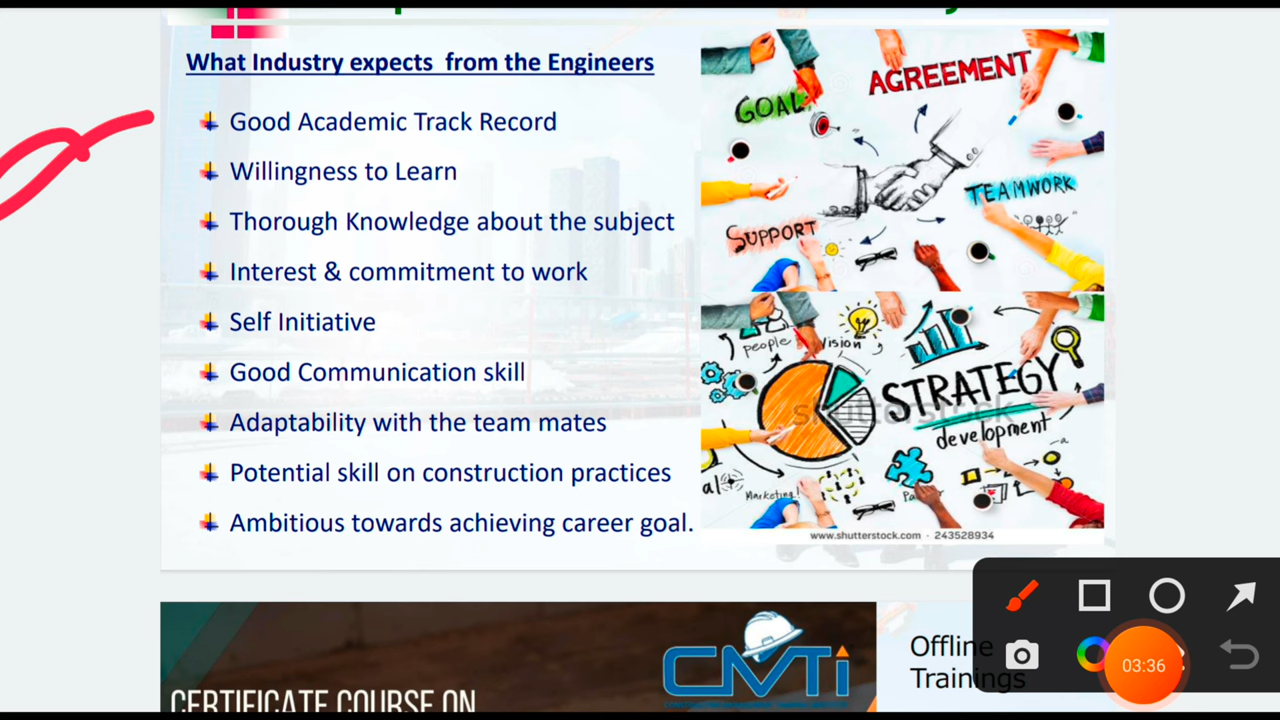 What Industry expects from the Engineers
Good Academic Track Record
Willingness to Learn
Thorough Knowledge about the subject
Interest & commitment to work
Self Initiative
Good Communication skill
Adaptability with the team mates
Potential skill on construction practices
Ambitious towards achieving career goal.
AGREEMENT
GOAL
TEAMWORK
SUPPORT
people
Vision
STRATEGY
development
shutterstock
Marketing
www.shutterstock.com · 243528934
CMTi
Offline
Trainings
CERTIFICATE COURSE ON
03:36